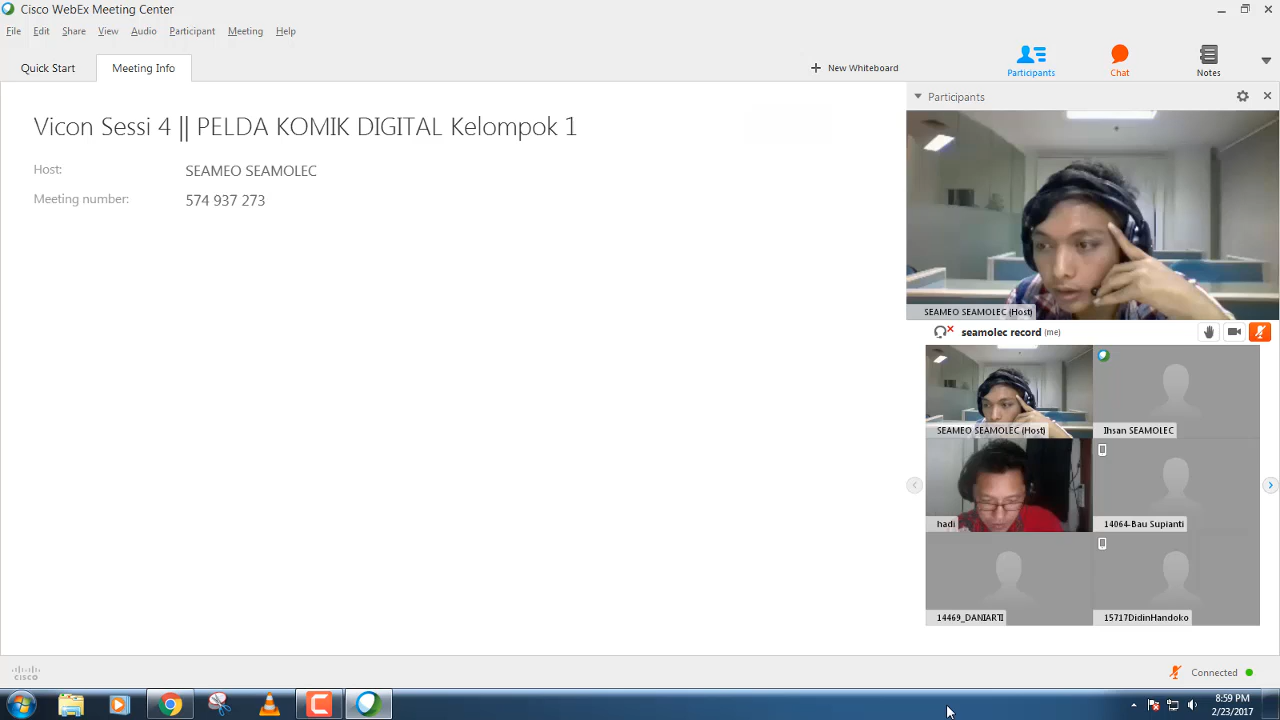 Cisco WebEx Meeting Center
File Edit Share View Audio Participant Meeting Help
Quick Start Meeting Info New Whiteboard Participants Chat Notes
Participants
Vicon Sessi 4 || PELDA KOMIK DIGITAL Kelompok 1
Host: SEAMEO SEAMOLEC
Meeting number: 574 937 273
SEAMEO SEAMOLEC (Host)
seamolec record (me)
SEAMEO SEAMOLEC (Host) Ihsan SEAMOLEC
hadi 14064-Bau Supianti
14469_DANIARTI 15717DidinHandoko
cisco Connected
8:59 PM
2/23/2017